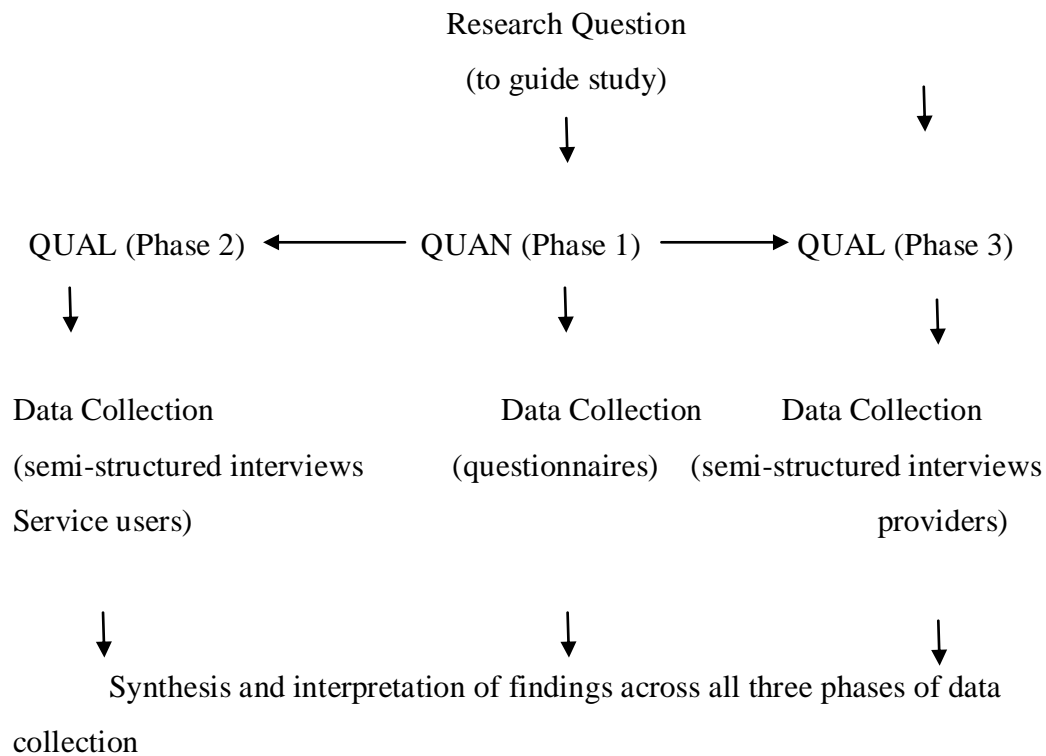 Research Question
(to guide study)
QUAL (Phase 2) QUAN (Phase 1) QUAL (Phase 3)
Data Collection Data Collection Data Collection
(semi-structured interviews (questionnaires) (semi-structured interviews
Service users) providers)
Synthesis and interpretation of findings across all three phases of data
collection